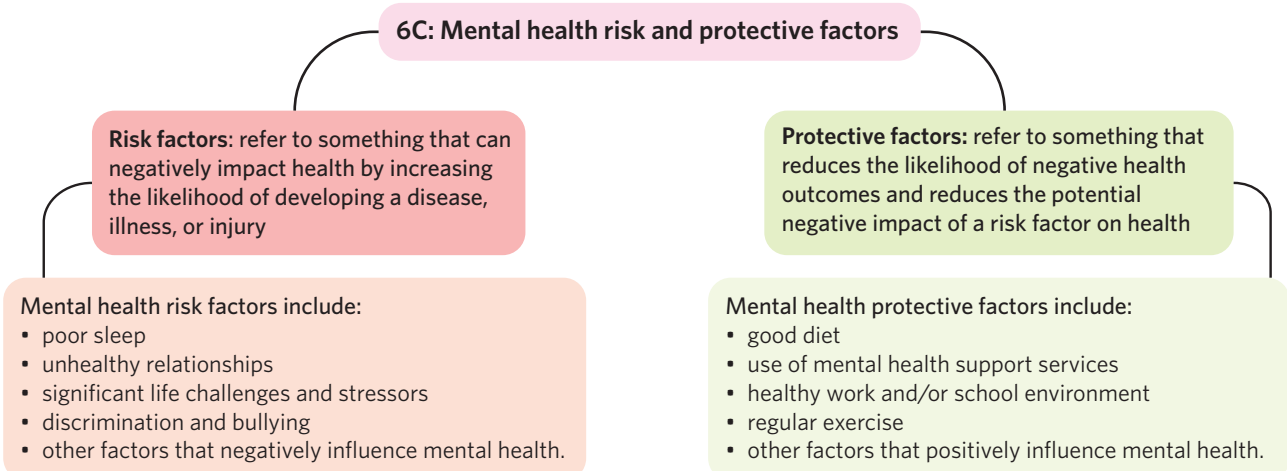 6C: Mental health risk and protective factors
Risk factors: refer to something that can
negatively impact health by increasing
the likelihood of developing a disease,
illness, or injury
Protective factors: refer to something that
reduces the likelihood of negative health
outcomes and reduces the potential
negative impact of a risk factor on health
Mental health risk factors include:
• poor sleep
• unhealthy relationships
• significant life challenges and stressors
• discrimination and bullying
• other factors that negatively influence mental health.
Mental health protective factors include:
• good diet
• use of mental health support services
• healthy work and/or school environment
• regular exercise
• other factors that positively influence mental health.